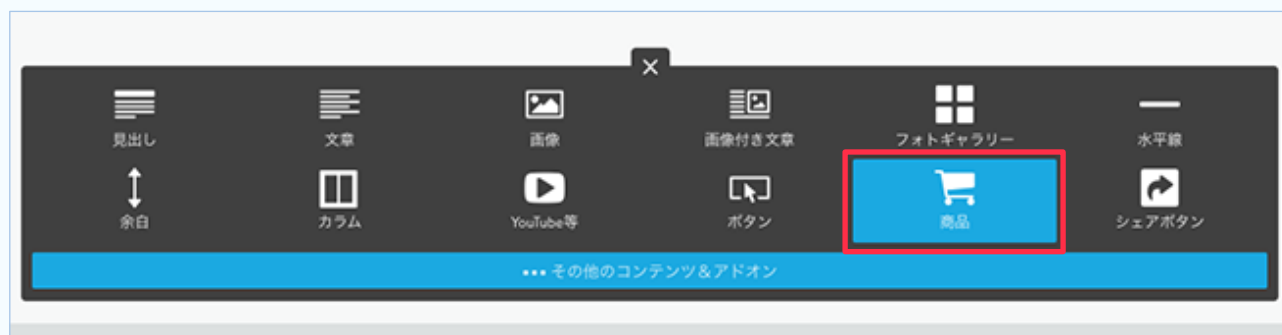 見出し 文章 画像 画像付き文章 フォトギャラリー 水平線
余白 カラム YouTube等 ボタン 商品 シェアボタン
••• その他のコンテンツ&アドオン